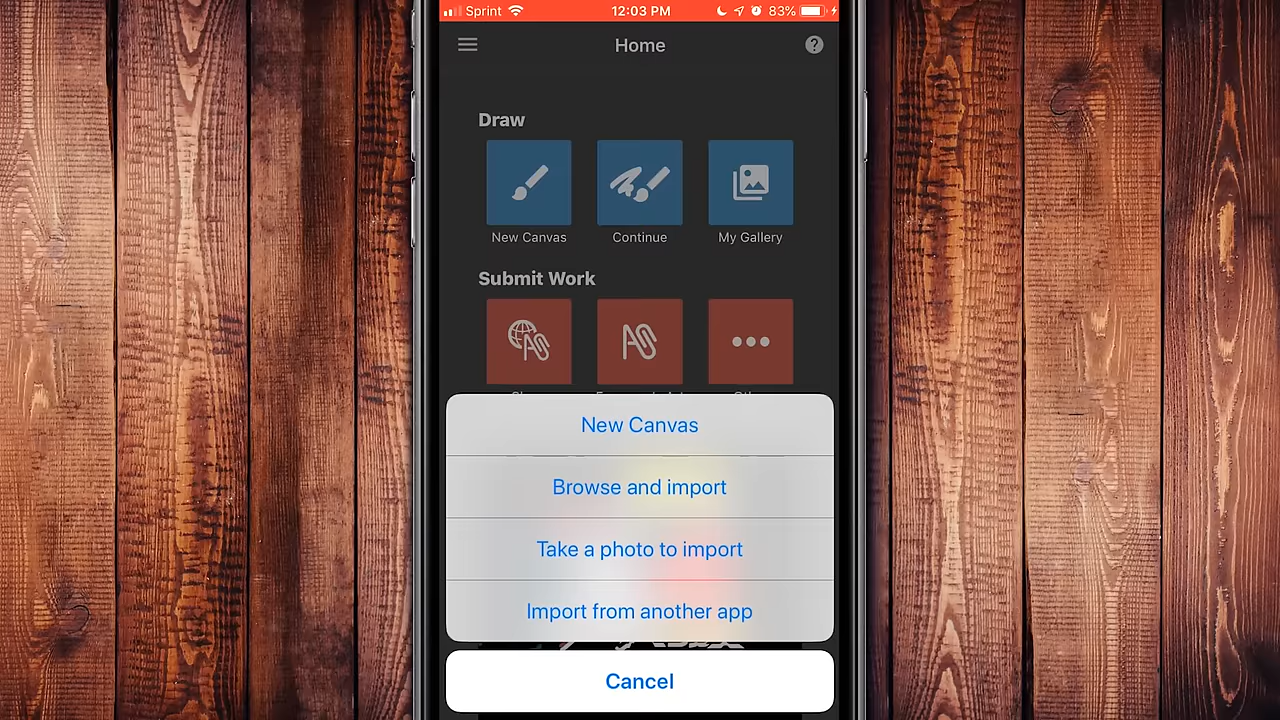 Sprint 12:03 PM 83%
Home ?
Draw
New Canvas Continue My Gallery
Submit Work
New Canvas
Browse and import
Take a photo to import
Import from another app
Cancel